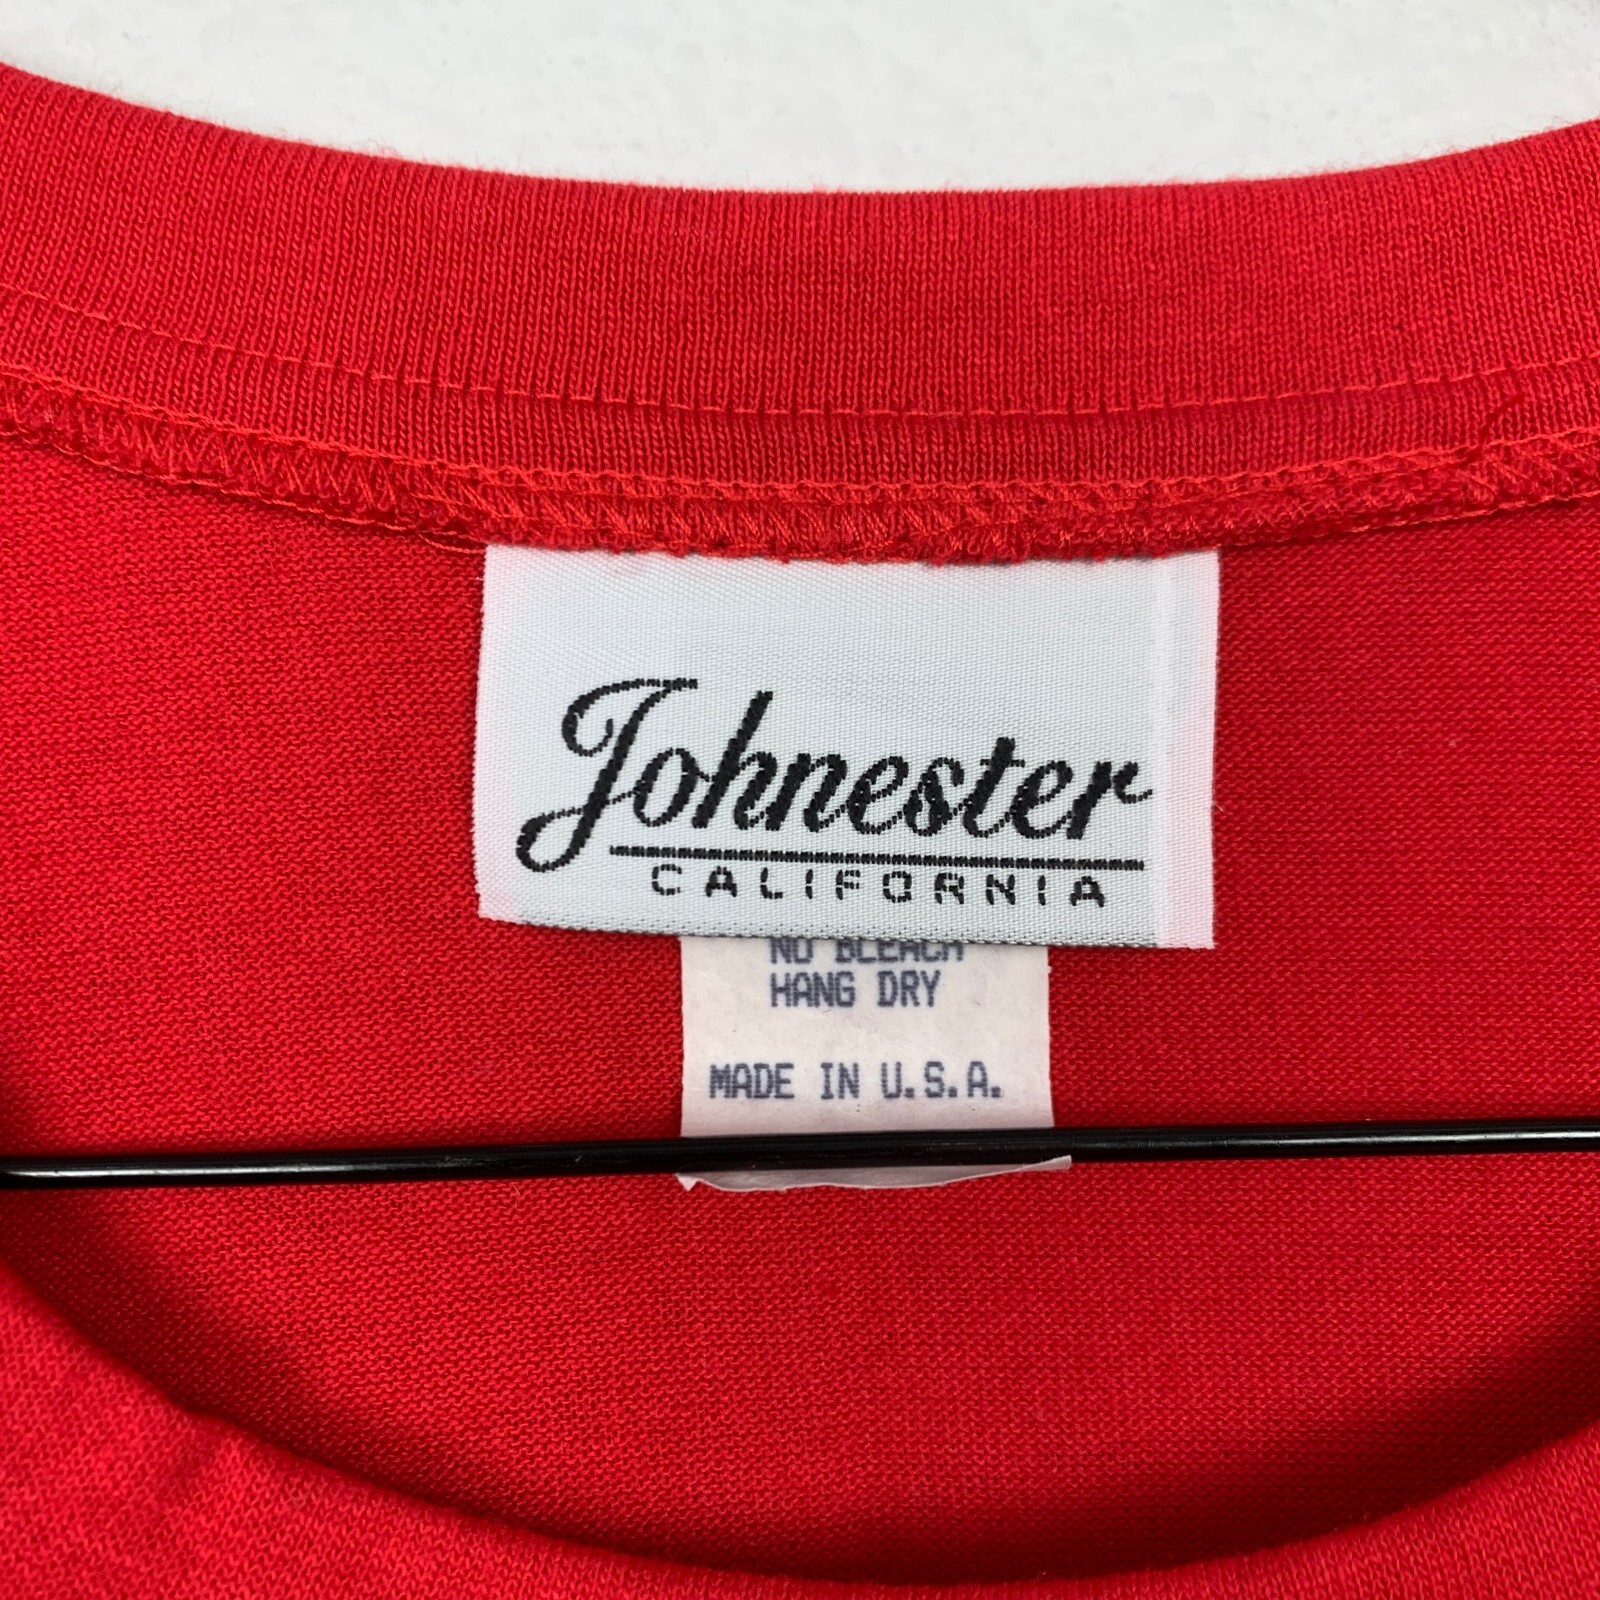 Johnester
CALIFORNIA
NO BLEACH
HANG DRY
MADE IN U.S.A.